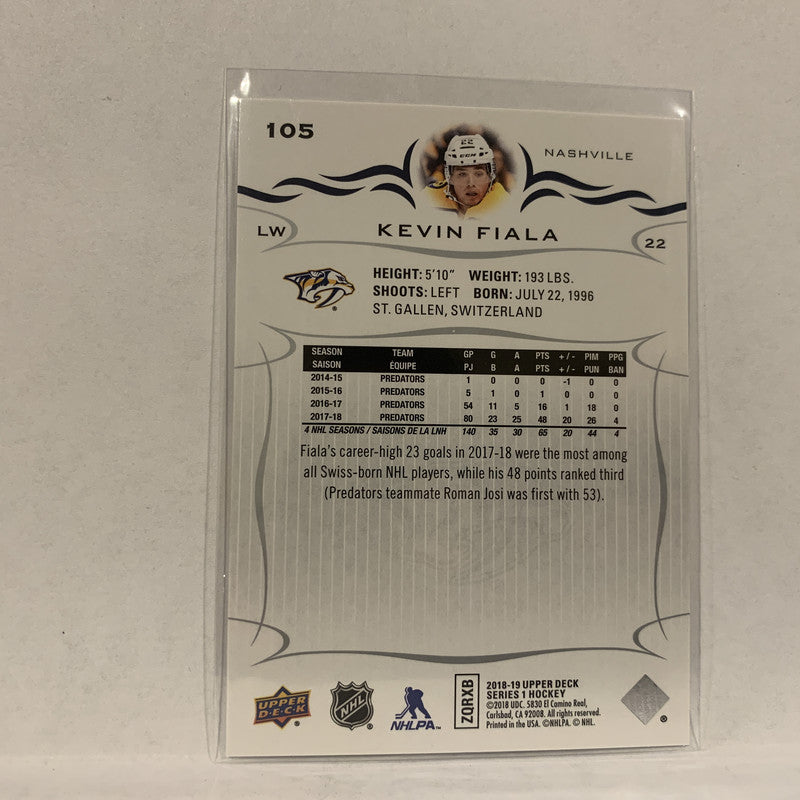 105
22
CCM
NASHVILLE
LW
KEVIN FIALA
22
HEIGHT: 5'10" WEIGHT: 193 LBS.
SHOOTS: LEFT BORN: JULY 22, 1996
ST. GALLEN, SWITZERLAND
SEASON TEAM GP G A PTS + / - PIM PPG
SAISON ÉQUIPE PJ B A PTS + / - PUN BAN
2014-15 PREDATORS 1 0 0 0 -1 0 0
2015-16 PREDATORS 5 1 0 1 0 0 0
2016-17 PREDATORS 54 11 5 16 1 18 0
2017-18 PREDATORS 80 23 25 48 20 26 4
4 NHL SEASONS / SAISONS DE LA LNH 140 35 30 65 20 44 4
Fiala's career-high 23 goals in 2017-18 were the most among
all Swiss-born NHL players, while his 48 points ranked third
(Predators teammate Roman Josi was first with 53).
UPPER DECK
NHL
NHLPA
ZQRXB
2018-19 UPPER DECK
SERIES 1 HOCKEY
©2018 UDC. 5830 El Camino Real,
Carlsbad, CA 92008. All rights reserved.
Printed in the USA. ©NHLPA. © NHL.